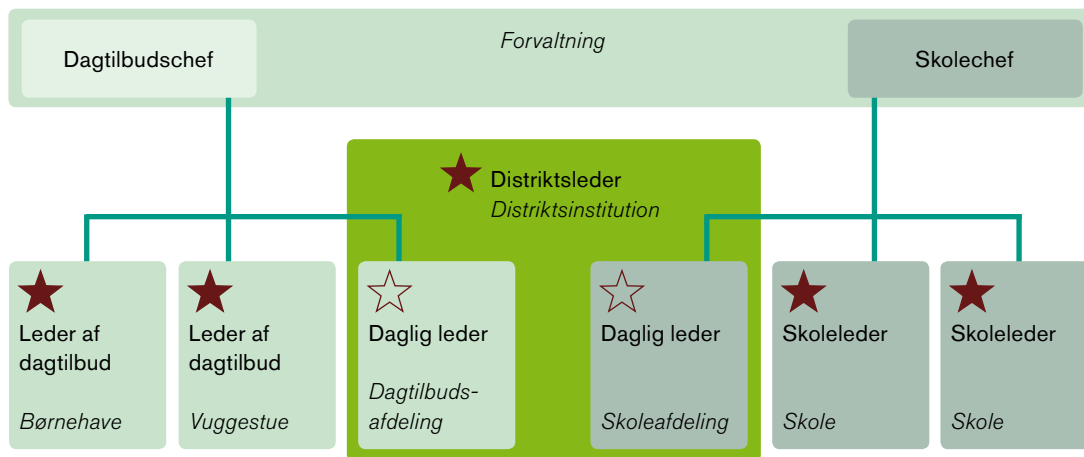 Forvaltning
Dagtilbudschef
Skolechef
Distriktsleder
Distriktsinstitution
Leder af
dagtilbud
Børnehave
Leder af
dagtilbud
Vuggestue
Daglig leder
Dagtilbuds-
afdeling
Daglig leder
Skoleafdeling
Skoleleder
Skole
Skoleleder
Skole